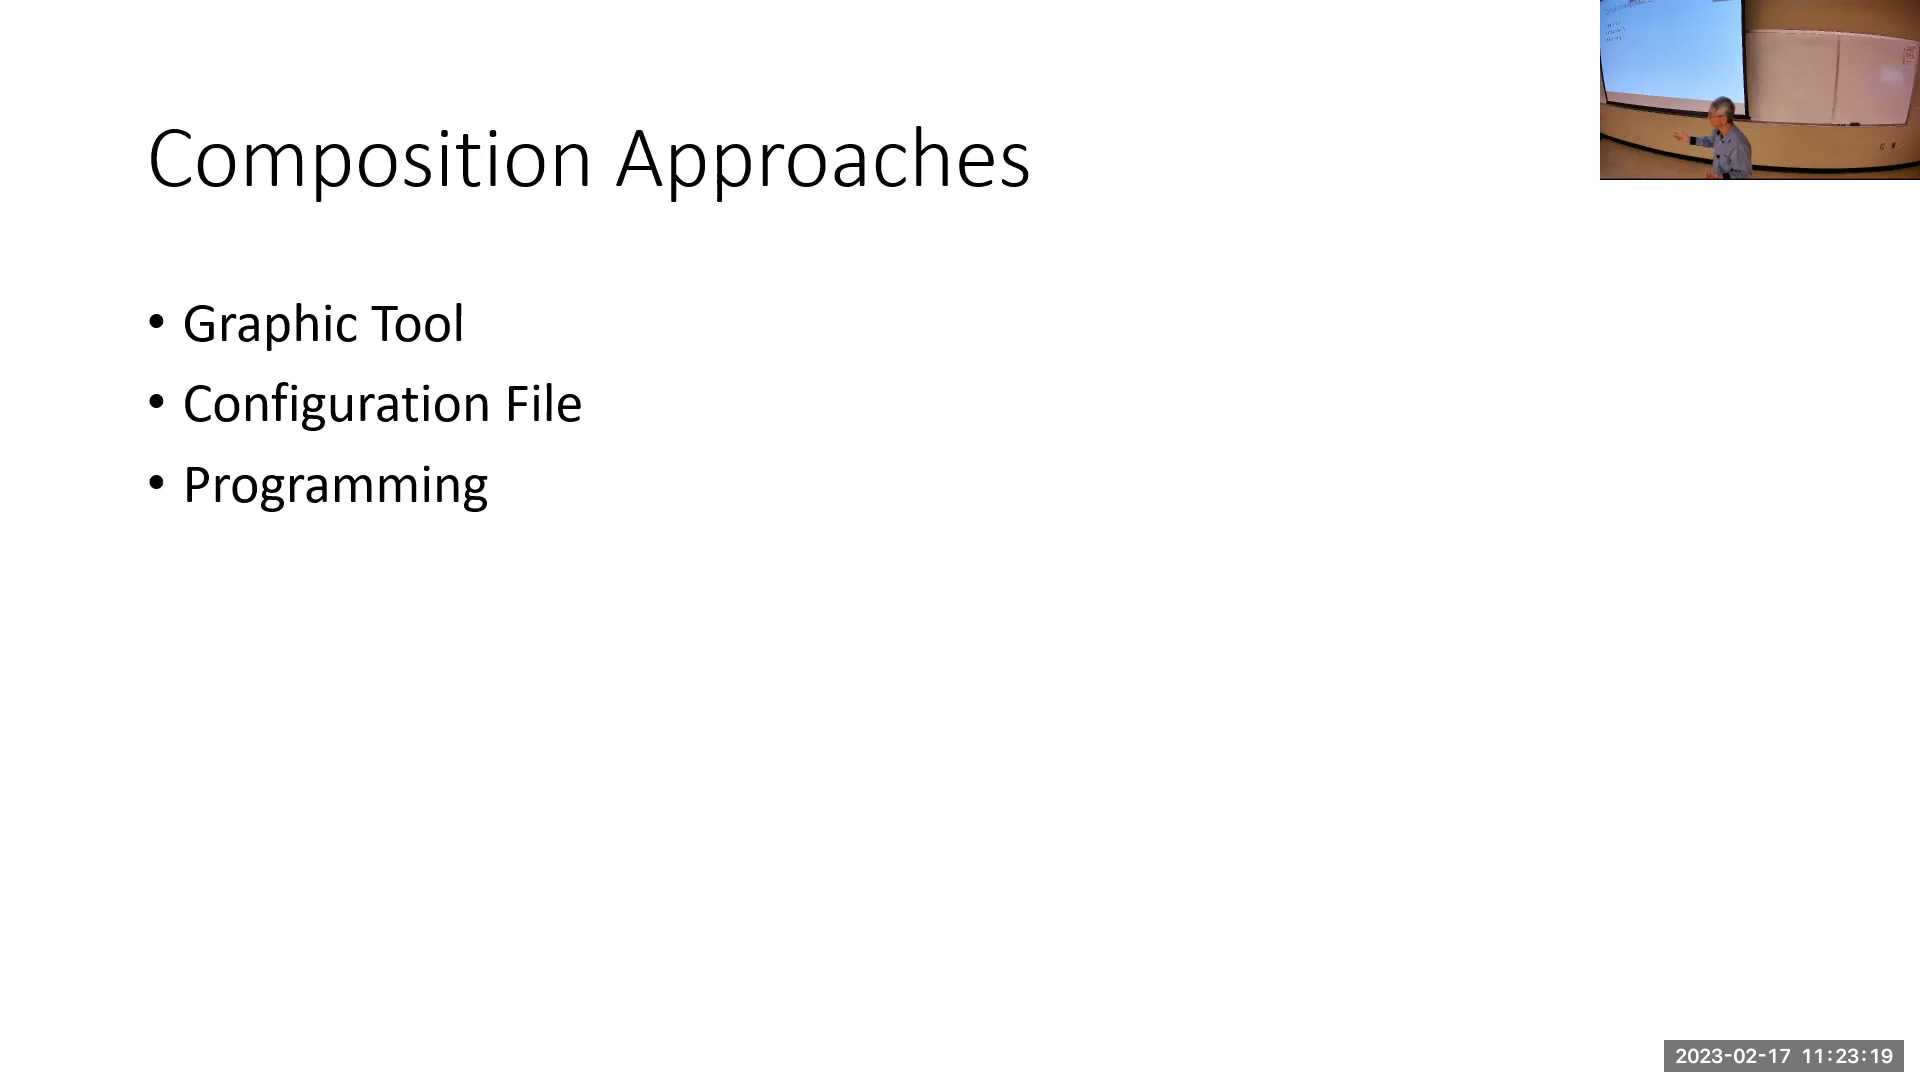 Composition Approaches
• Graphic Tool
• Configuration File
• Programming
2023-02-17 11:23:19